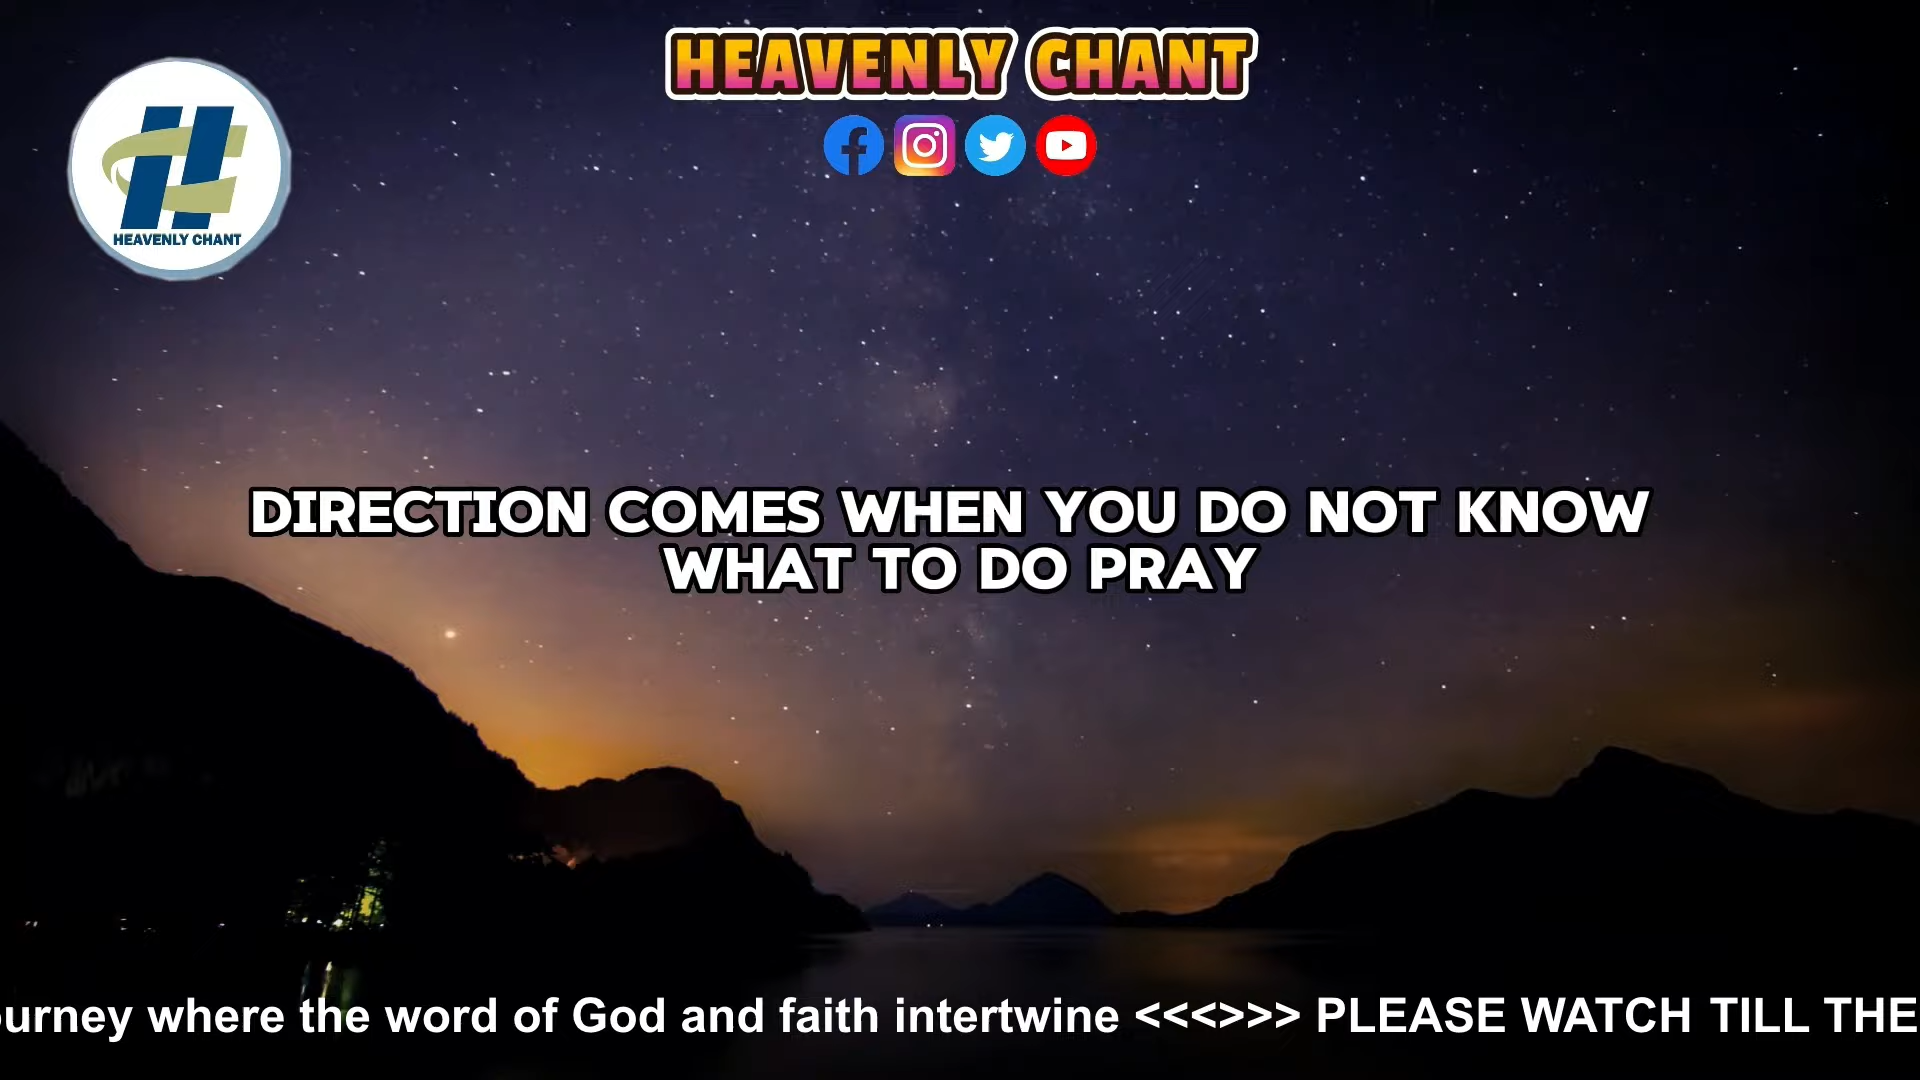 HEAVENLY CHANT
HEAVENLY CHANT
DIRECTION COMES WHEN YOU DO NOT KNOW
WHAT TO DO PRAY
where the word of God and faith intertwine <<<>>> PLEASE WATCH TILL THE